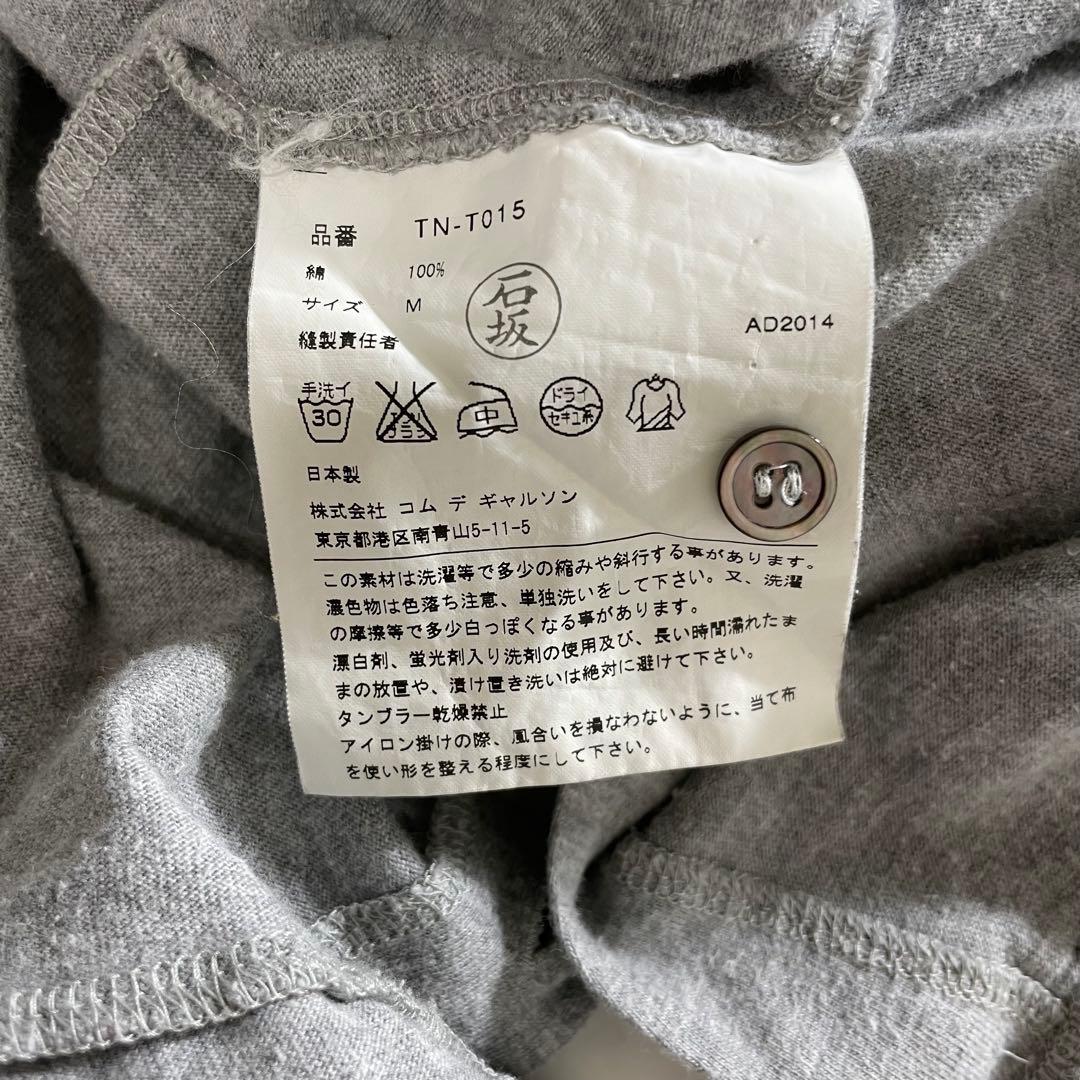 品番 TN-T015
綿 100%
サイズ M
縫製責任者 石坂
AD2014
手洗イ
30
中
ドライ
セキユ系
日本製
株式会社 コム デ ギャルソン
東京都港区南青山5-11-5
この素材は洗濯等で多少の縮みや斜行する事があります。
濃色物は色落ち注意、単独洗いをして下さい。又、洗濯
の摩擦等で多少白っぽくなる事があります。
漂白剤、蛍光剤入り洗剤の使用及び、長い時間濡れたま
まの放置や、漬け置き洗いは絶対に避けて下さい。
タンブラー乾燥禁止
アイロン掛けの際、風合いを損なわないように、当て布
を使い形を整える程度にして下さい。